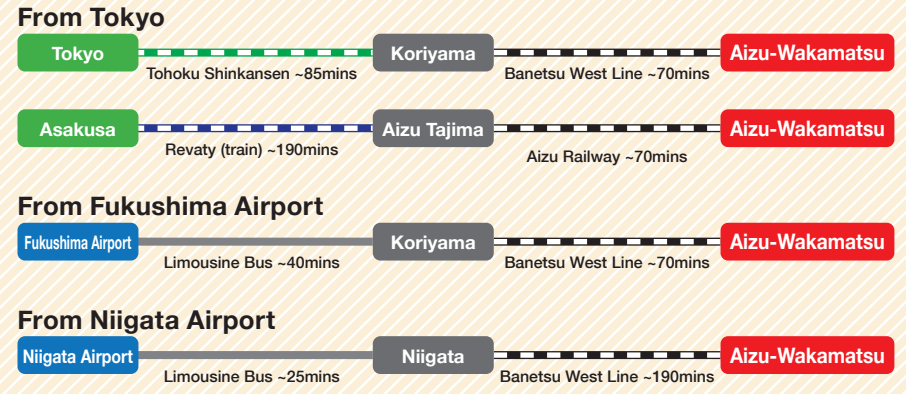 From Tokyo
Tokyo Koriyama Aizu-Wakamatsu
Tohoku Shinkansen ~85mins Banetsu West Line ~70mins
Asakusa Aizu Tajima Aizu-Wakamatsu
Revaty (train) ~190mins Aizu Railway ~70mins
From Fukushima Airport
Fukushima Airport Koriyama Aizu-Wakamatsu
Limousine Bus ~40mins Banetsu West Line ~70mins
From Niigata Airport
Niigata Airport Niigata Aizu-Wakamatsu
Limousine Bus ~25mins Banetsu West Line ~190mins